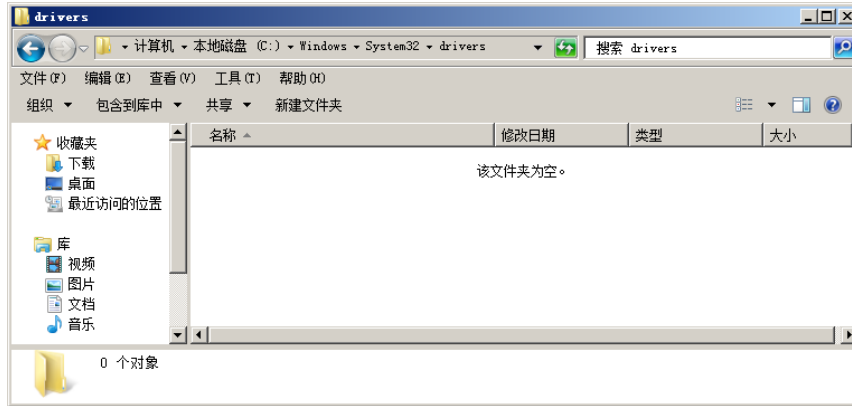 drivers
计算机 本地磁盘 (C:) Windows System32 drivers 搜索 drivers
文件(F) 编辑(E) 查看(V) 工具(T) 帮助(H)
组织 包含到库中 共享 新建文件夹
名称 修改日期 类型 大小
该文件夹为空。
收藏夹
下载
桌面
最近访问的位置
库
视频
图片
文档
音乐
0 个对象